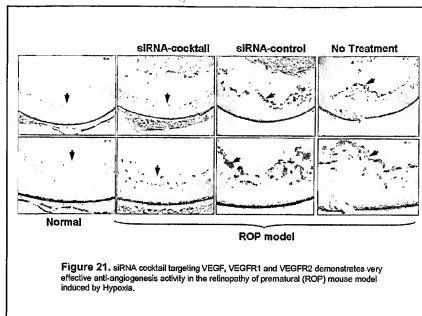 siRNA-cocktail siRNA-control No Treatment
Normal
ROP model
Figure 21. siRNA cocktail targeting VEGF, VEGFR1 and VEGFR2 demonstrates very
effective anti-angiogenesis activity in the retinopathy of prematural (ROP) mouse model
induced by Hypoxia.